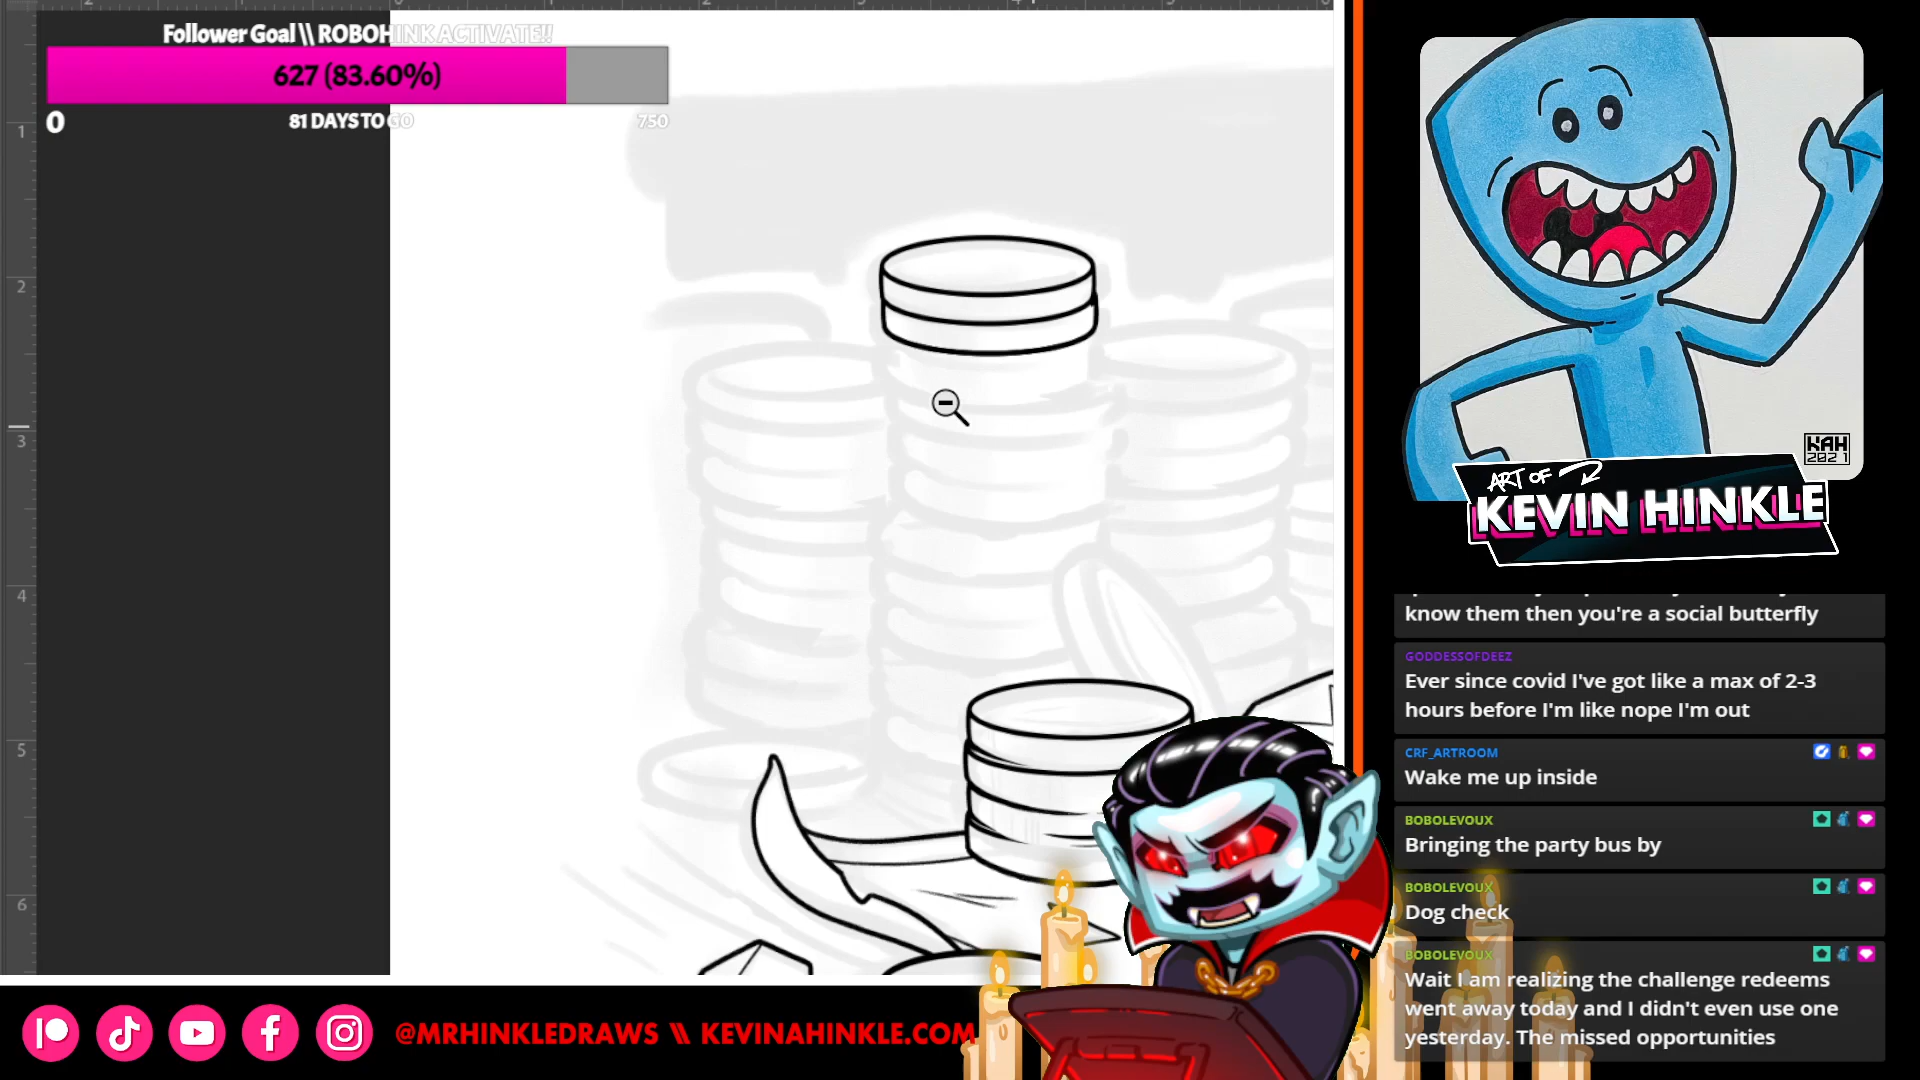 Follower Goal \\ ROBOHINK ACTIVATE!!
627 (83.60%)
0
81 DAYS TO GO
750
1
2
3
4
5
6
KAH
2021
ART OF
KEVIN HINKLE
know them then you're a social butterfly
GODDESSOFDEEZ
Ever since covid I've got like a max of 2-3
hours before I'm like nope I'm out
CRF_ARTROOM
Wake me up inside
BOBOLEVOUX
Bringing the party bus by
BOBOLEVOUX
Dog check
BOBOLEVOUX
Wait I am realizing the challenge redeems
went away today and I didn't even use one
yesterday. The missed opportunities
@MRHINKLEDRAWS \\ KEVINAHINKLE.COM